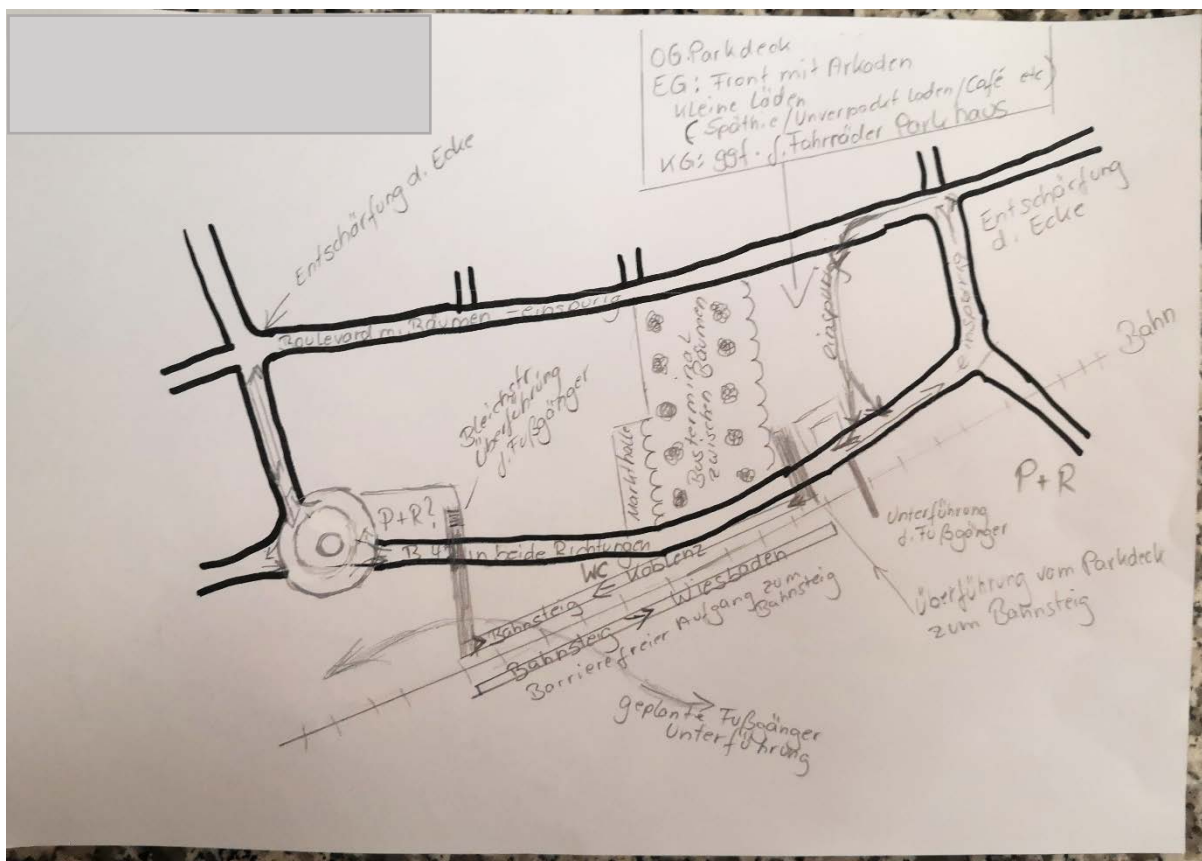 OG: Parkdeck
EG: Front mit Arkaden
kleine Läden
(Späthie/Unverpackt laden/Café etc)
KG: ggf. f. Fahrräder Parkhaus
Entschärfung d. Ecke
Entschärfung
d. Ecke
Boulevard m. Bäumen - einspurig
einspurig
einspurig
Bahn
Bleichstr.
Überführung
f. Fußgänger
Markthalle
Busterminal
zwischen Bäumen
P+R?
B 42 in beide Richtungen
P+R
Unterführung
f. Fußgänger
WC
Koblenz
Bahnsteig
Wiesbaden
Bahnsteig
Barrierefreier Aufgang zum
Bahnsteig
Überführung vom Parkdeck
zum Bahnsteig
geplante Fußgänger
Unterführung